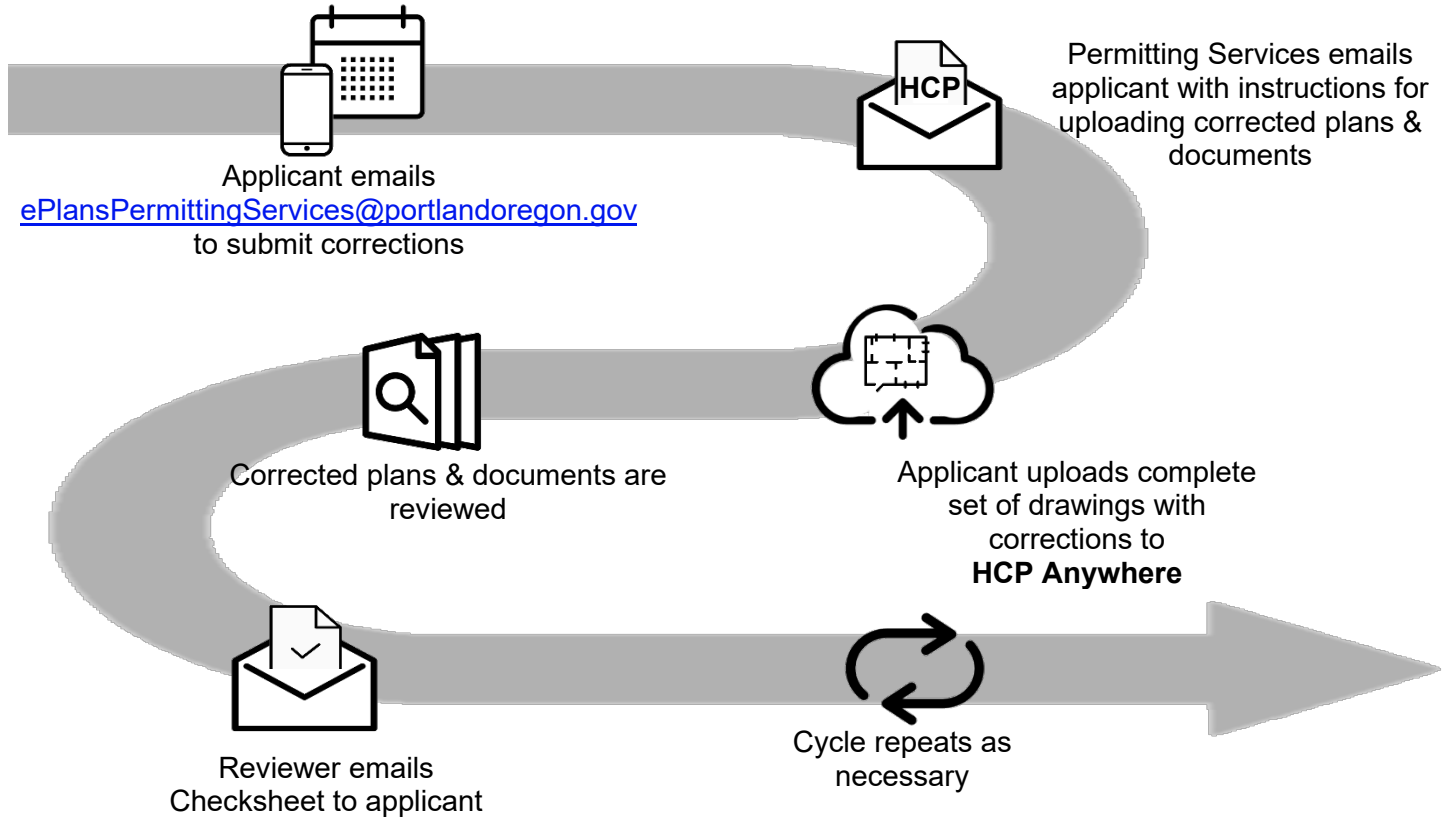 Applicant emails
ePlansPermittingServices@portlandoregon.gov
to submit corrections
HCP
Permitting Services emails
applicant with instructions for
uploading corrected plans &
documents
Applicant uploads complete
set of drawings with
corrections to
HCP Anywhere
Corrected plans & documents are
reviewed
Reviewer emails
Checksheet to applicant
Cycle repeats as
necessary